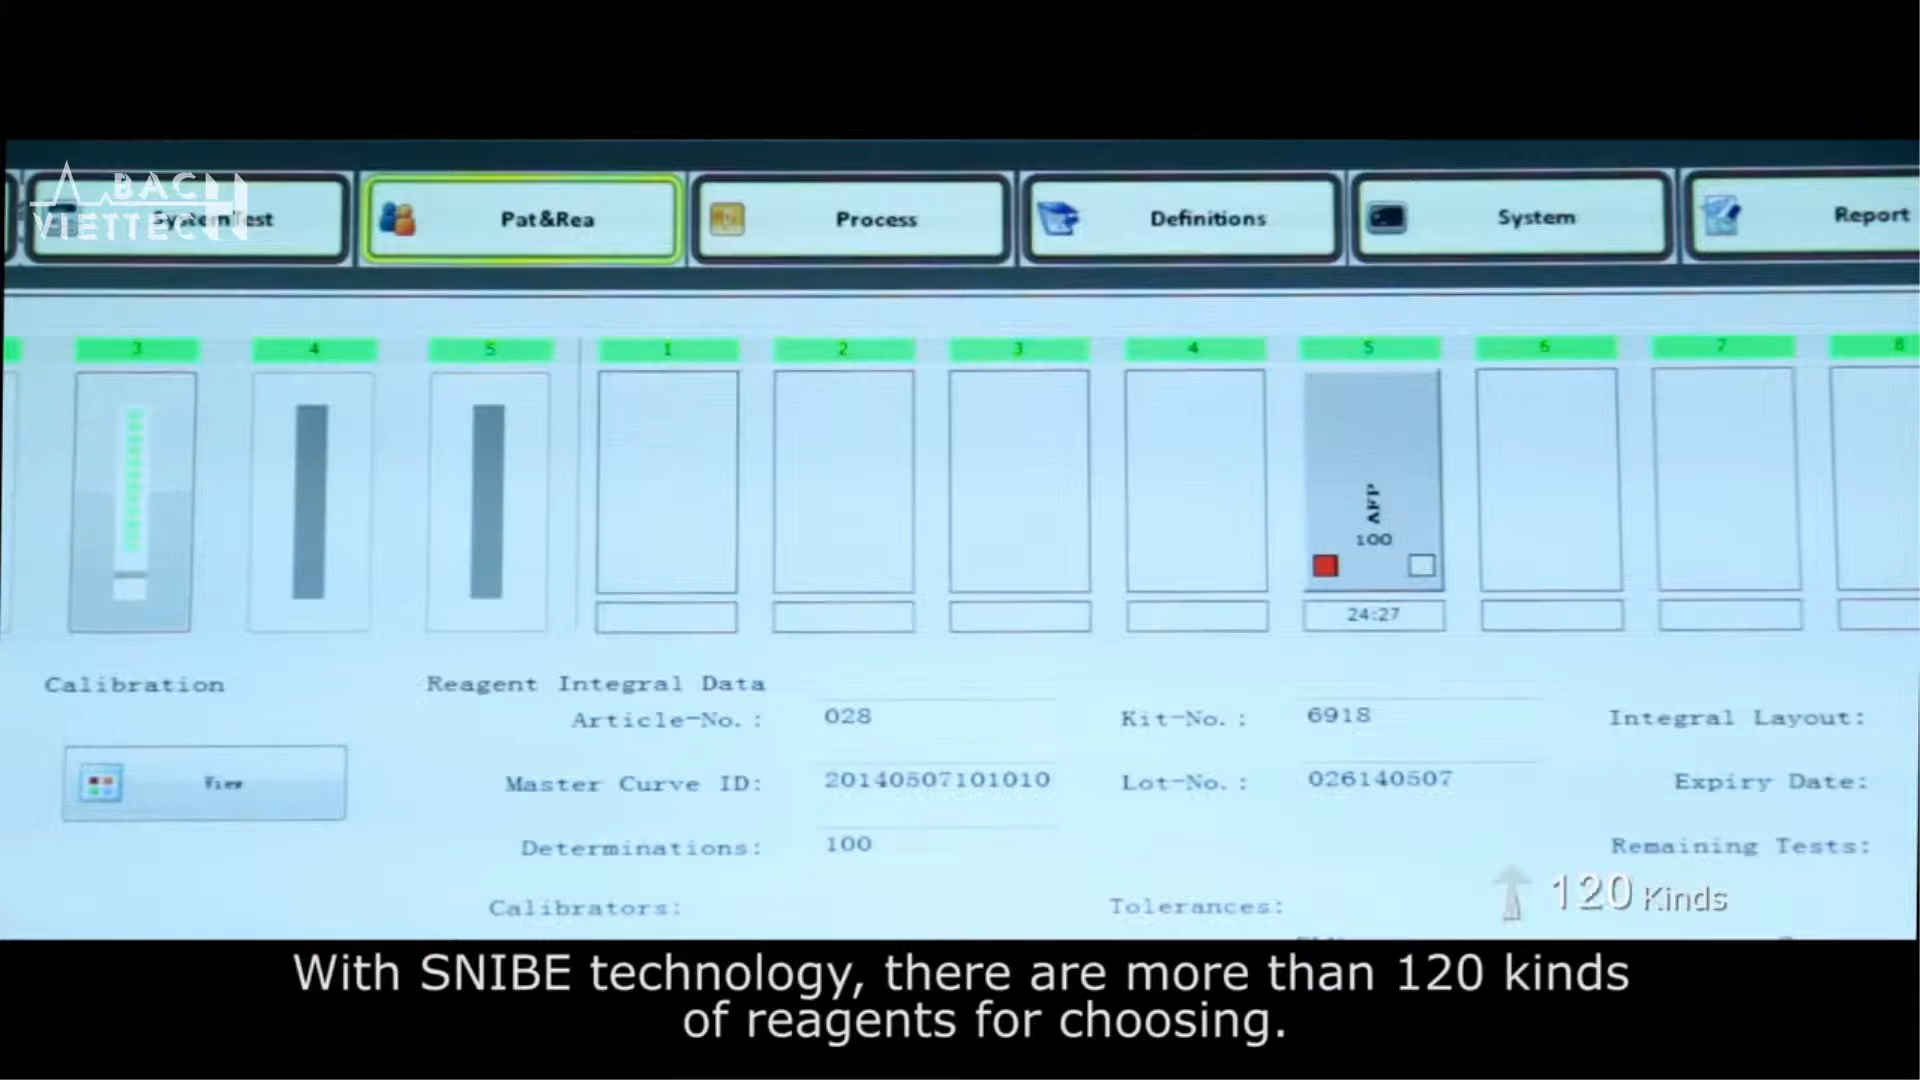 BACH
VIETTECH
SystemTest
Pat&Rea
Process
Definitions
System
Report
3
4
5
1
2
3
4
5
6
7
8
AFP
100
24:27
Calibration
View
Reagent Integral Data
Article-No.: 028
Kit-No.: 6918
Integral Layout:
Master Curve ID: 20140507101010
Lot-No.: 026140507
Expiry Date:
Determinations: 100
Remaining Tests:
Calibrators:
Tolerances:
120 Kinds
With SNIBE technology, there are more than 120 kinds
of reagents for choosing.